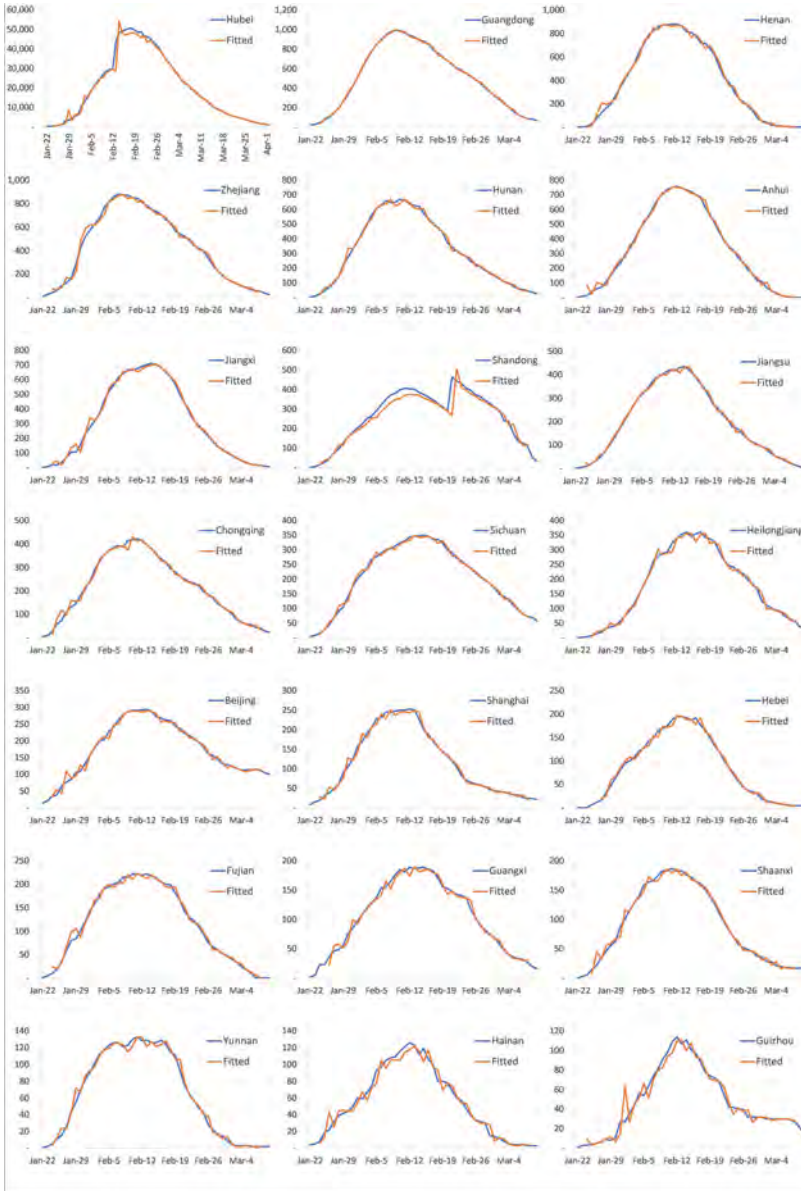 60,000
50,000
40,000
30,000
20,000
10,000
-
Hubei
Fitted
Jan-22 Jan-29 Feb-5 Feb-12 Feb-19 Feb-26 Mar-4 Mar-11 Mar-18 Mar-25 Apr-1
1,200
1,000
800
600
400
200
-
Guangdong
Fitted
Jan-22 Jan-29 Feb-5 Feb-12 Feb-19 Feb-26 Mar-4
1,000
800
600
400
200
-
Henan
Fitted
Jan-22 Jan-29 Feb-5 Feb-12 Feb-19 Feb-26 Mar-4
1,000
800
600
400
200
-
Zhejiang
Fitted
Jan-22 Jan-29 Feb-5 Feb-12 Feb-19 Feb-26 Mar-4
800
700
600
500
400
300
200
100
-
Hunan
Fitted
Jan-22 Jan-29 Feb-5 Feb-12 Feb-19 Feb-26 Mar-4
800
700
600
500
400
300
200
100
-
Anhui
Fitted
Jan-22 Jan-29 Feb-5 Feb-12 Feb-19 Feb-26 Mar-4
800
700
600
500
400
300
200
100
-
Jiangxi
Fitted
Jan-22 Jan-29 Feb-5 Feb-12 Feb-19 Feb-26 Mar-4
600
500
400
300
200
100
-
Shandong
Fitted
Jan-22 Jan-29 Feb-5 Feb-12 Feb-19 Feb-26 Mar-4
500
400
300
200
100
-
Jiangsu
Fitted
Jan-22 Jan-29 Feb-5 Feb-12 Feb-19 Feb-26 Mar-4
500
400
300
200
100
-
Chongqing
Fitted
Jan-22 Jan-29 Feb-5 Feb-12 Feb-19 Feb-26 Mar-4
400
350
300
250
200
150
100
50
-
Sichuan
Fitted
Jan-22 Jan-29 Feb-5 Feb-12 Feb-19 Feb-26 Mar-4
400
350
300
250
200
150
100
50
-
Heilongjiang
Fitted
Jan-22 Jan-29 Feb-5 Feb-12 Feb-19 Feb-26 Mar-4
350
300
250
200
150
100
50
-
Beijing
Fitted
Jan-22 Jan-29 Feb-5 Feb-12 Feb-19 Feb-26 Mar-4
300
250
200
150
100
50
-
Shanghai
Fitted
Jan-22 Jan-29 Feb-5 Feb-12 Feb-19 Feb-26 Mar-4
250
200
150
100
50
-
Hebei
Fitted
Jan-22 Jan-29 Feb-5 Feb-12 Feb-19 Feb-26 Mar-4
250
200
150
100
50
-
Fujian
Fitted
Jan-22 Jan-29 Feb-5 Feb-12 Feb-19 Feb-26 Mar-4
200
150
100
50
-
Guangxi
Fitted
Jan-22 Jan-29 Feb-5 Feb-12 Feb-19 Feb-26 Mar-4
200
150
100
50
-
Shaanxi
Fitted
Jan-22 Jan-29 Feb-5 Feb-12 Feb-19 Feb-26 Mar-4
140
120
100
80
60
40
20
-
Yunnan
Fitted
Jan-22 Jan-29 Feb-5 Feb-12 Feb-19 Feb-26 Mar-4
140
120
100
80
60
40
20
-
Hainan
Fitted
Jan-22 Jan-29 Feb-5 Feb-12 Feb-19 Feb-26 Mar-4
120
100
80
60
40
20
-
Guizhou
Fitted
Jan-22 Jan-29 Feb-5 Feb-12 Feb-19 Feb-26 Mar-4